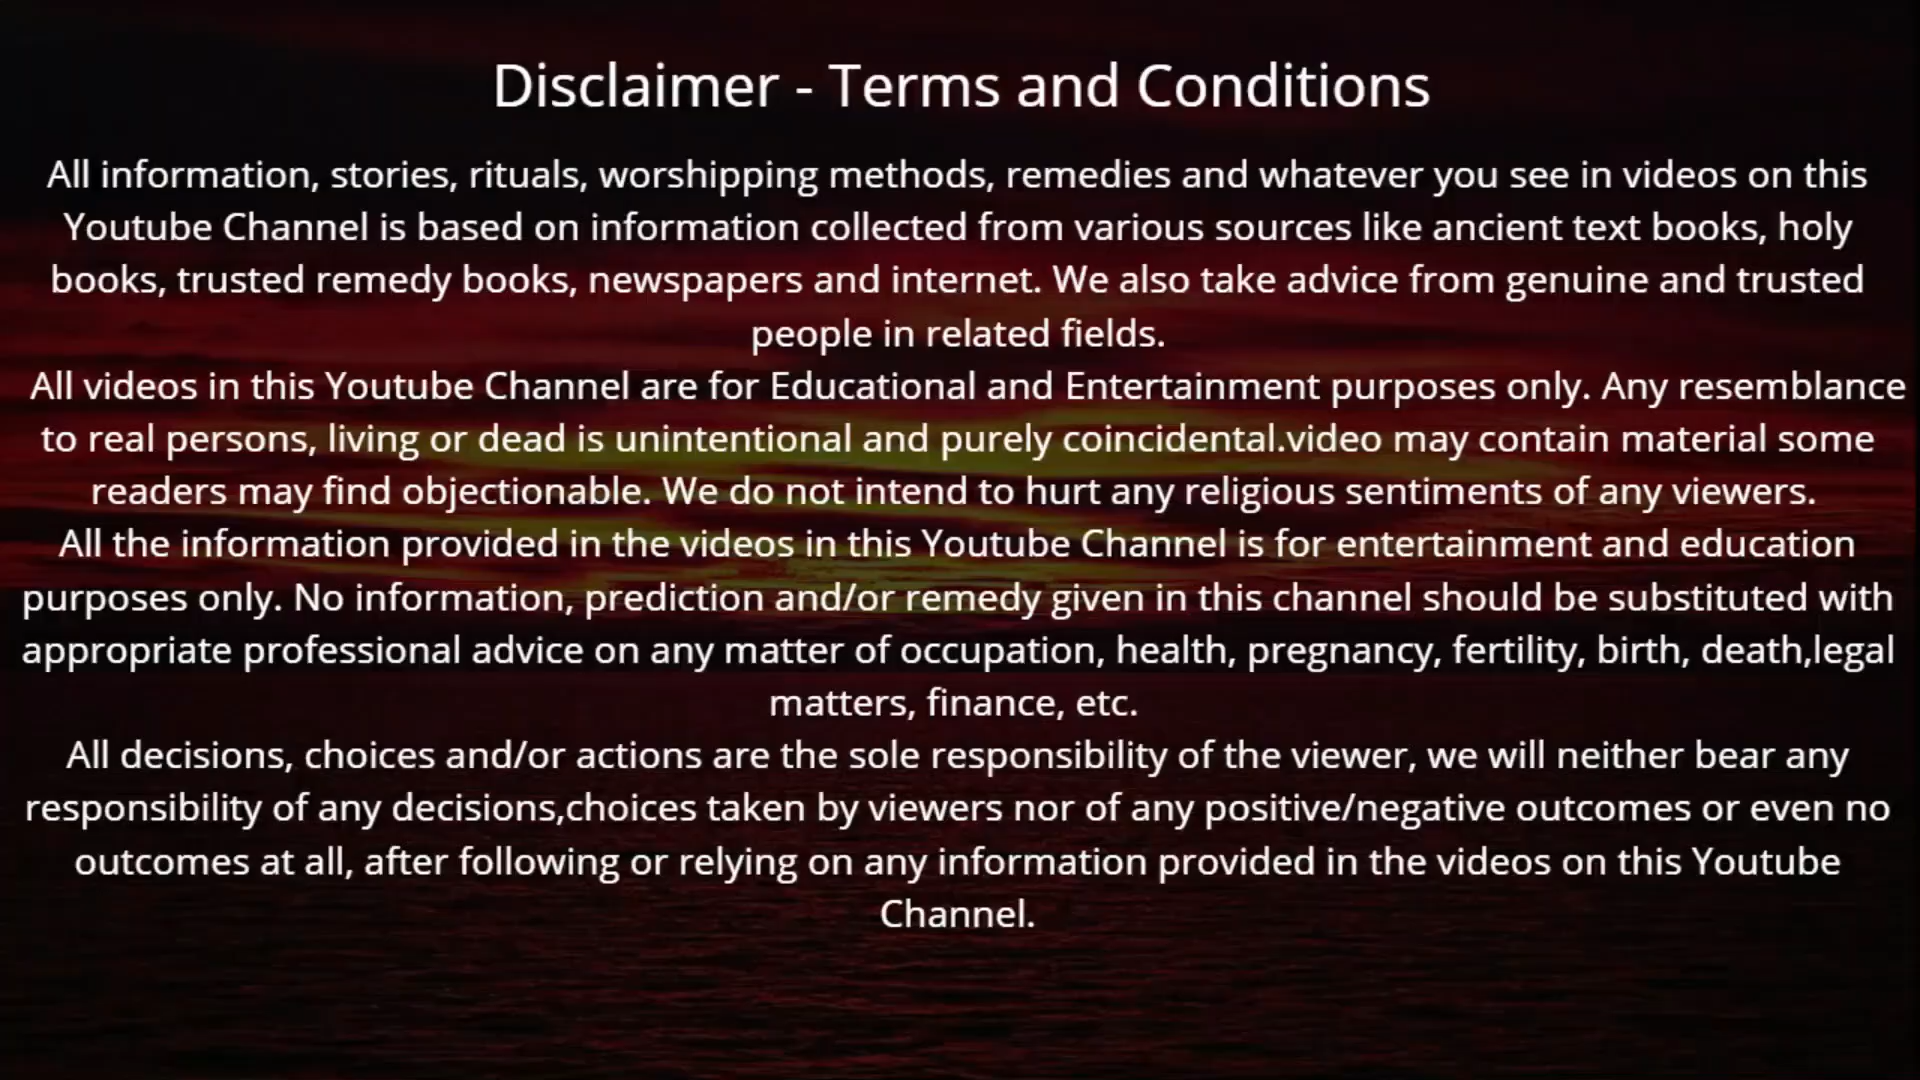 Disclaimer - Terms and Conditions
All information, stories, rituals, worshipping methods, remedies and whatever you see in videos on this
Youtube Channel is based on information collected from various sources like ancient text books, holy
books, trusted remedy books, newspapers and internet. We also take advice from genuine and trusted
people in related fields.
All videos in this Youtube Channel are for Educational and Entertainment purposes only. Any resemblance
to real persons, living or dead is unintentional and purely coincidental.video may contain material some
readers may find objectionable. We do not intend to hurt any religious sentiments of any viewers.
All the information provided in the videos in this Youtube Channel is for entertainment and education
purposes only. No information, prediction and/or remedy given in this channel should be substituted with
appropriate professional advice on any matter of occupation, health, pregnancy, fertility, birth, death,legal
matters, finance, etc.
All decisions, choices and/or actions are the sole responsibility of the viewer, we will neither bear any
responsibility of any decisions,choices taken by viewers nor of any positive/negative outcomes or even no
outcomes at all, after following or relying on any information provided in the videos on this Youtube
Channel.